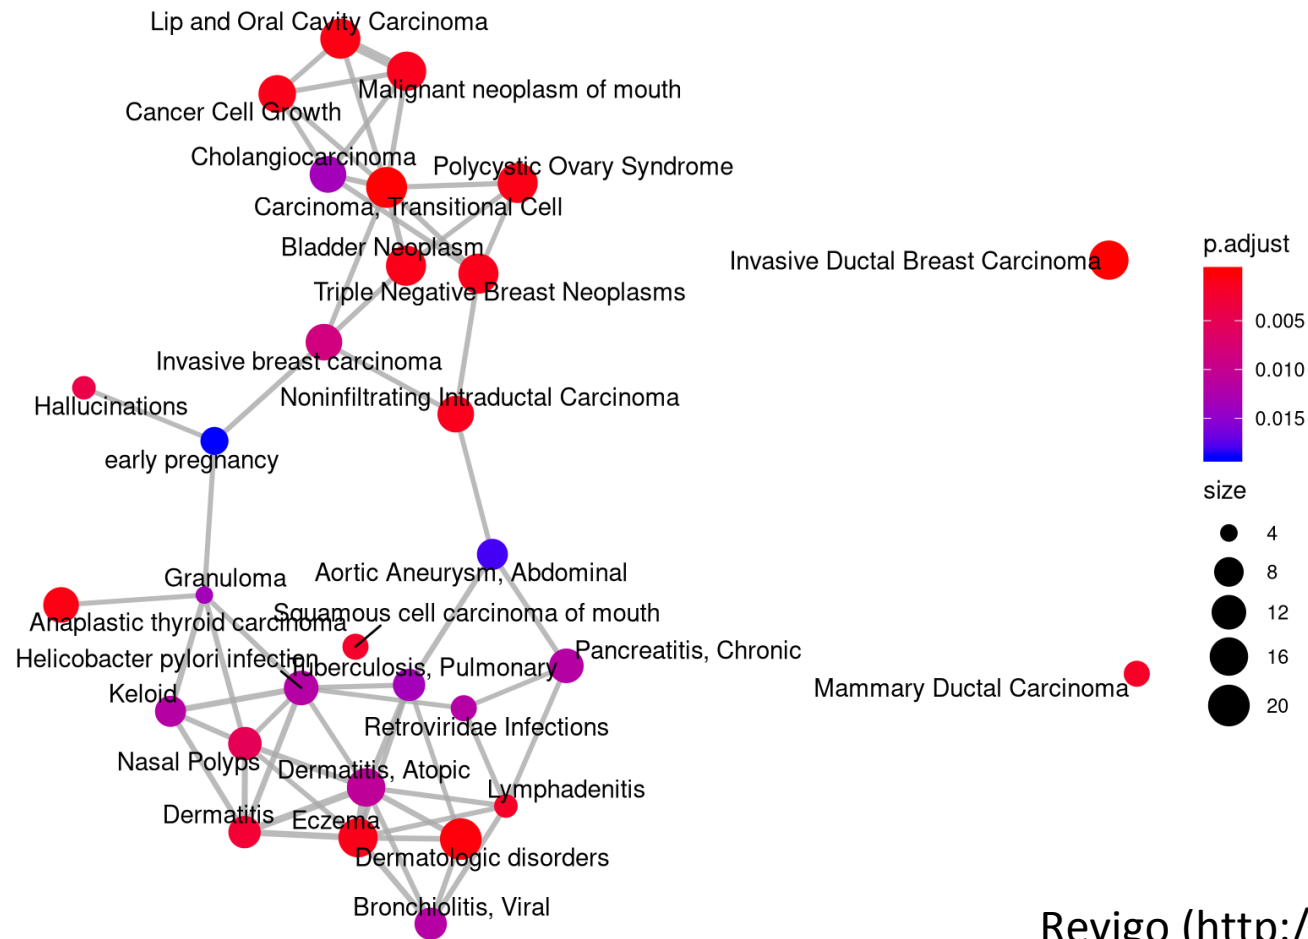 Lip and Oral Cavity Carcinoma
Malignant neoplasm of mouth
Cancer Cell Growth
Cholangiocarcinoma
Polycystic Ovary Syndrome
Carcinoma, Transitional Cell
Bladder Neoplasm
Triple Negative Breast Neoplasms
Invasive breast carcinoma
Noninfiltrating Intraductal Carcinoma
Hallucinations
early pregnancy
Granuloma
Aortic Aneurysm, Abdominal
Squamous cell carcinoma of mouth
Anaplastic thyroid carcinoma
Helicobacter pylori infection
Tuberculosis, Pulmonary
Pancreatitis, Chronic
Keloid
Retroviridae Infections
Nasal Polyps
Dermatitis, Atopic
Lymphadenitis
Dermatitis
Eczema
Dermatologic disorders
Bronchiolitis, Viral
Invasive Ductal Breast Carcinoma
Mammary Ductal Carcinoma
p.adjust
0.005
0.010
0.015
size
4
8
12
16
20
Revigo (http:/